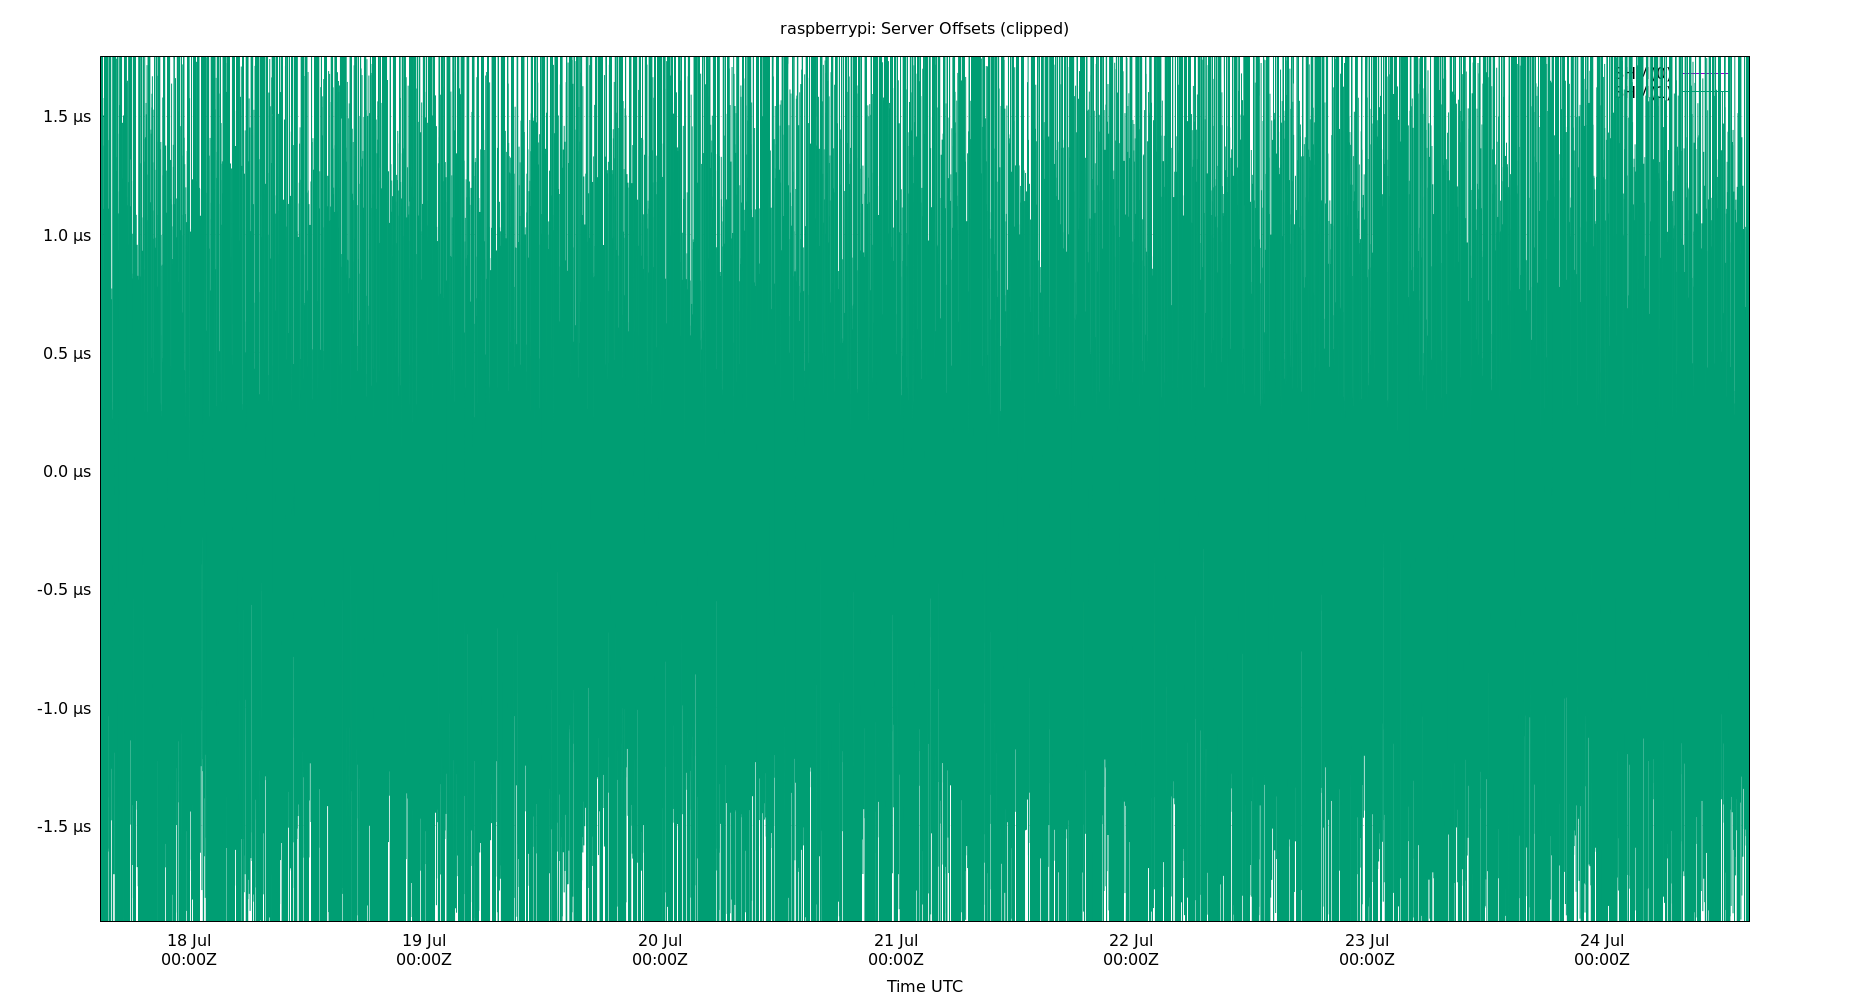 raspberrypi: Server Offsets (clipped)
1.5 µs
1.0 µs
0.5 µs
0.0 µs
-0.5 µs
-1.0 µs
-1.5 µs
18 Jul 19 Jul 20 Jul 21 Jul 22 Jul 23 Jul 24 Jul
00:00Z 00:00Z 00:00Z 00:00Z 00:00Z 00:00Z 00:00Z
Time UTC